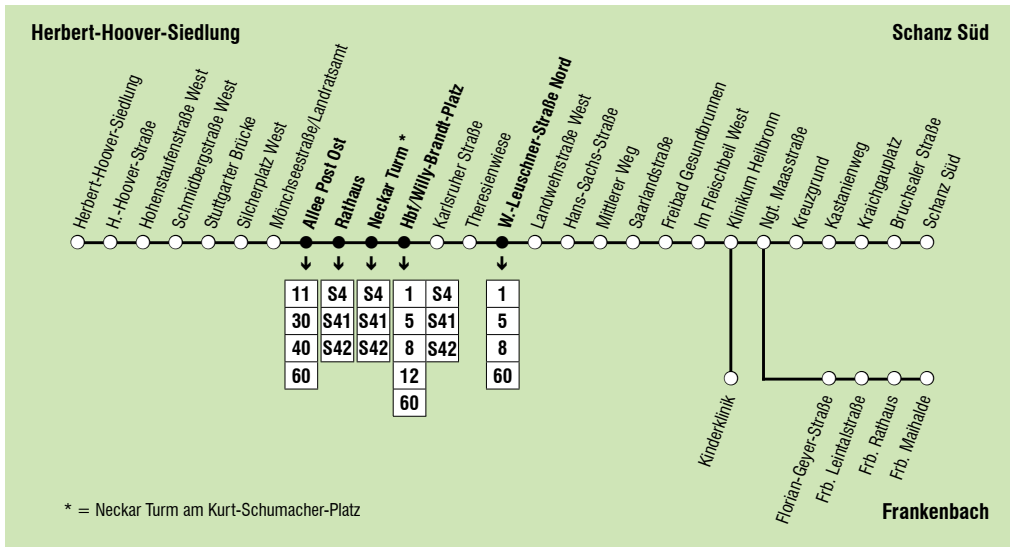 Herbert-Hoover-Siedlung
Schanz Süd
Herbert-Hoover-Siedlung
H.-Hoover-Straße
Hohenstaufenstraße West
Schmidbergstraße West
Stuttgarter Brücke
Silcherplatz West
Mönchseestraße/Landratsamt
Allee Post Ost
Rathaus
Neckar Turm *
Hbf/Willy-Brandt-Platz
Karlsruher Straße
Theresienwiese
W.-Leuschner-Straße Nord
Landwehrstraße West
Hans-Sachs-Straße
Mittlerer Weg
Saarlandstraße
Freibad Gesundbrunnen
Im Fleischbeil West
Klinikum Heilbronn
Ngt. Maasstraße
Kreuzgrund
Kastanienweg
Kraichgauplatz
Bruchsaler Straße
Schanz Süd
11 S4 S4 1 S4 1
30 S41 S41 5 S41 5
40 S42 S42 8 S42 8
60 12 60
60
Kinderklinik
Florian-Geyer-Straße
Frb. Leintalstraße
Frb. Rathaus
Frb. Maihalde
* = Neckar Turm am Kurt-Schumacher-Platz
Frankenbach